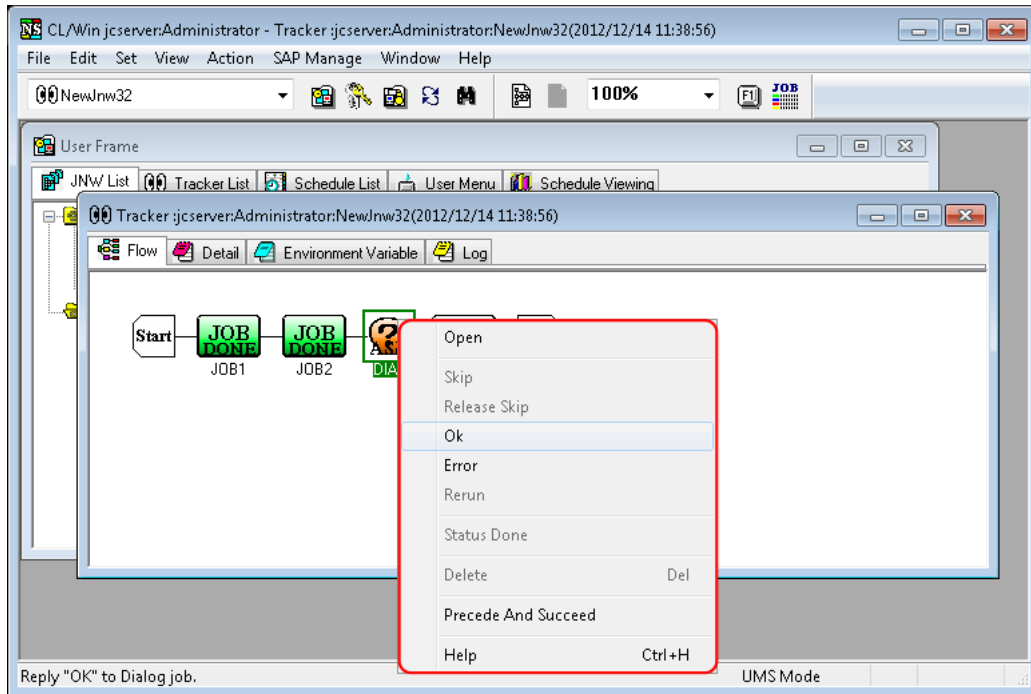 CL/Win jcserver:Administrator - Tracker :jcserver:Administrator:NewJnw32(2012/12/14 11:38:56)
File Edit Set View Action SAP Manage Window Help
NewJnw32 100% F1 JOB
User Frame
JNW List Tracker List Schedule List User Menu Schedule Viewing
Tracker :jcserver:Administrator:NewJnw32(2012/12/14 11:38:56)
Flow Detail Environment Variable Log
Start JOB DONE JOB DONE
JOB1 JOB2
Open
Skip
Release Skip
Ok
Error
Rerun
Status Done
Delete Del
Precede And Succeed
Help Ctrl+H
Reply "OK" to Dialog job. UMS Mode